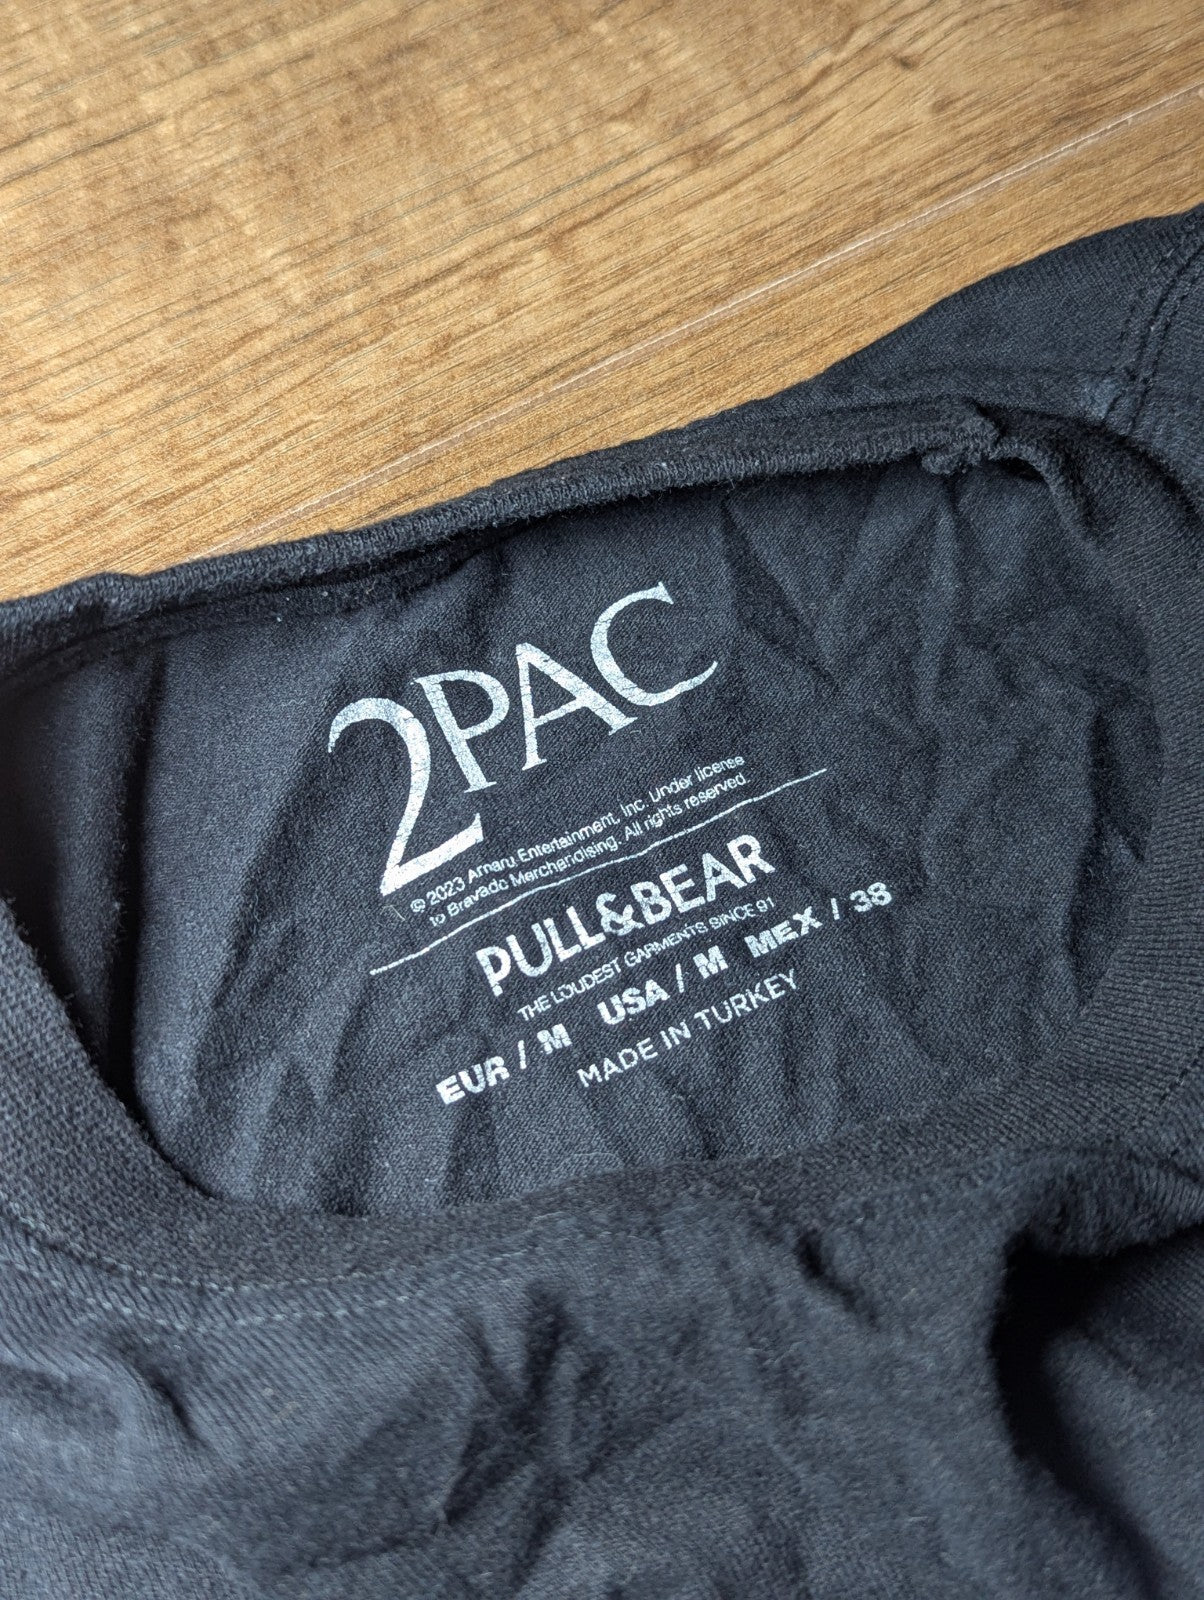 2PAC
© 2023 Amaru Entertainment, Inc. Under license
to Bravado Merchandising. All rights reserved.
PULL&BEAR
THE LOUDEST GARMENTS SINCE 91
EUR / M USA / M MEX / 38
MADE IN TURKEY